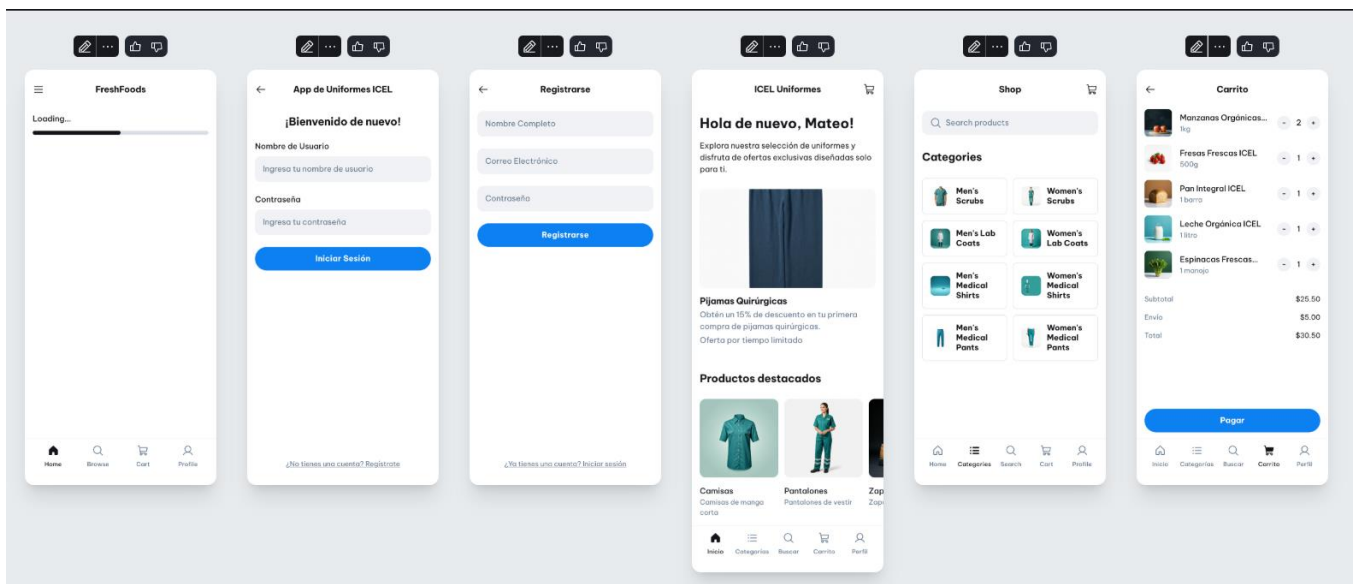 FreshFoods
Loading...
Home
Browse
Cart
Profile
App de Uniformes ICEL
¡Bienvenido de nuevo!
Nombre de Usuario
Ingresa tu nombre de usuario
Contraseña
Ingresa tu contraseña
Iniciar Sesión
¿No tienes una cuenta? Regístrate
Registrarse
Nombre Completo
Correo Electrónico
Contraseña
Registrarse
¿Ya tienes una cuenta? Iniciar sesión
ICEL Uniformes
Hola de nuevo, Mateo!
Explora nuestra selección de uniformes y
disfruta de ofertas exclusivas diseñadas solo
para ti.
Pijamas Quirúrgicas
Obtén un 15% de descuento en tu primera
compra de pijamas quirúrgicas.
Oferta por tiempo limitado
Productos destacados
Camisas
Camisas de manga
corta
Pantalones
Pantalones de vestir
Zap
Zapa
Inicio
Categorías
Buscar
Carrito
Perfil
Shop
Search products
Categories
Men's
Scrubs
Women's
Scrubs
Men's Lab
Coats
Women's
Lab Coats
Men's
Medical
Shirts
Women's
Medical
Shirts
Men's
Medical
Pants
Women's
Medical
Pants
Home
Categories
Search
Cart
Profile
Carrito
Manzanas Orgánicas...
1kg
- 2 +
Fresas Frescas ICEL
500g
- 1 +
Pan Integral ICEL
1 barra
- 1 +
Leche Orgánica ICEL
1 litro
- 1 +
Espinacas Frescas...
1 manojo
- 1 +
Subtotal $25.50
Envío $5.00
Total $30.50
Pagar
Inicio
Categorías
Buscar
Carrito
Perfil